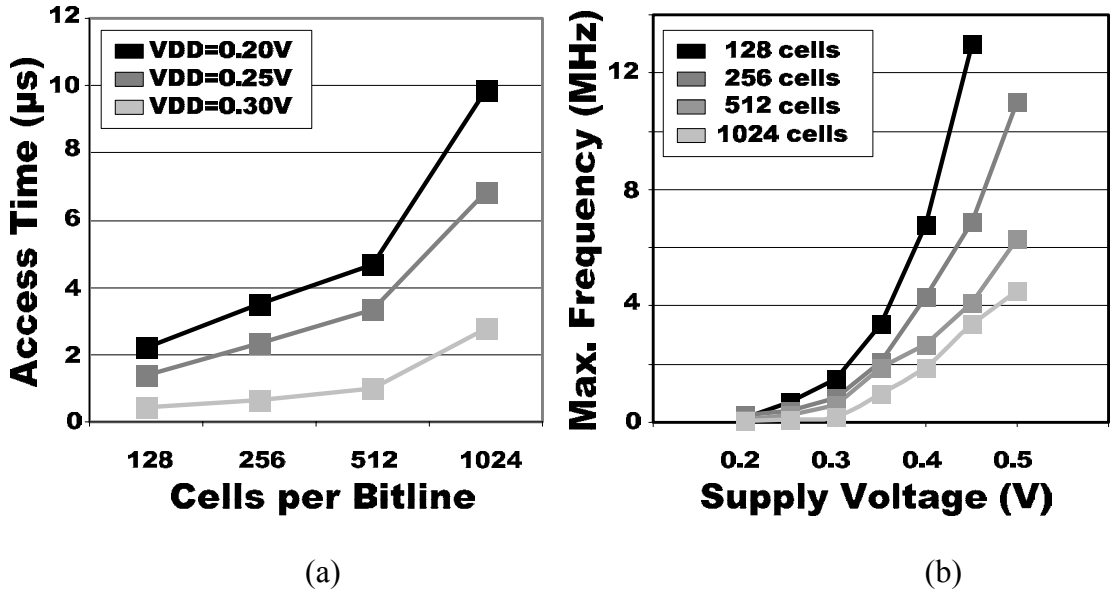 12
10
8
6
4
2
0
Access Time (µs)
VDD=0.20V
VDD=0.25V
VDD=0.30V
128 256 512 1024
Cells per Bitline
(a)
12
8
4
0
Max. Frequency (MHz)
128 cells
256 cells
512 cells
1024 cells
0.2 0.3 0.4 0.5
Supply Voltage (V)
(b)